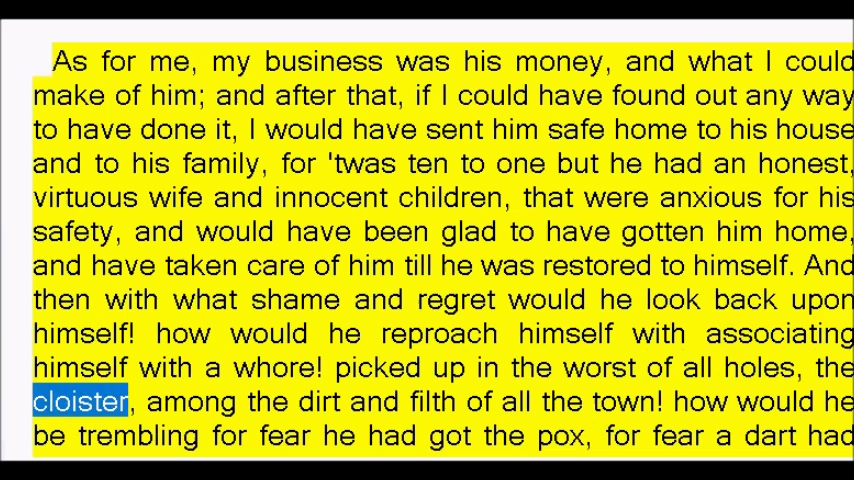 As for me, my business was his money, and what I could
make of him; and after that, if I could have found out any way
to have done it, I would have sent him safe home to his house
and to his family, for 'twas ten to one but he had an honest,
virtuous wife and innocent children, that were anxious for his
safety, and would have been glad to have gotten him home,
and have taken care of him till he was restored to himself. And
then with what shame and regret would he look back upon
himself! how would he reproach himself with associating
himself with a whore! picked up in the worst of all holes, the
cloister, among the dirt and filth of all the town! how would he
be trembling for fear he had got the pox, for fear a dart had